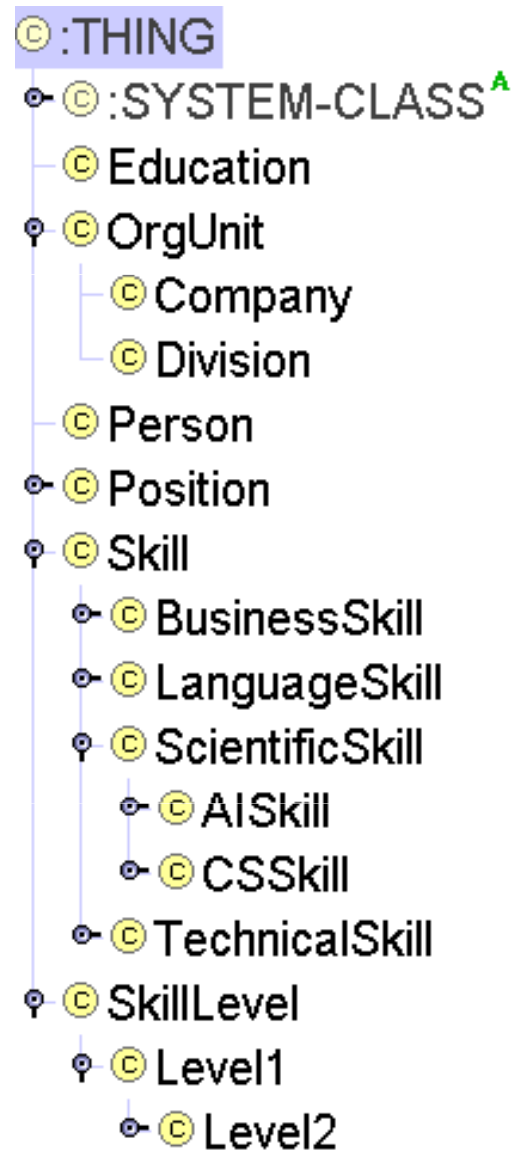 © :THING
© :SYSTEM-CLASS A
© Education
© OrgUnit
© Company
© Division
© Person
© Position
© Skill
© BusinessSkill
© LanguageSkill
© ScientificSkill
© AISkill
© CSSkill
© TechnicalSkill
© SkillLevel
© Level1
© Level2